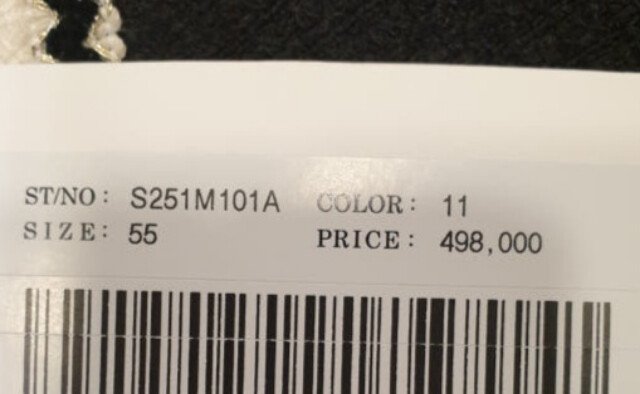 ST/NO: S251M101A COLOR: 11
SIZE: 55 PRICE: 498,000